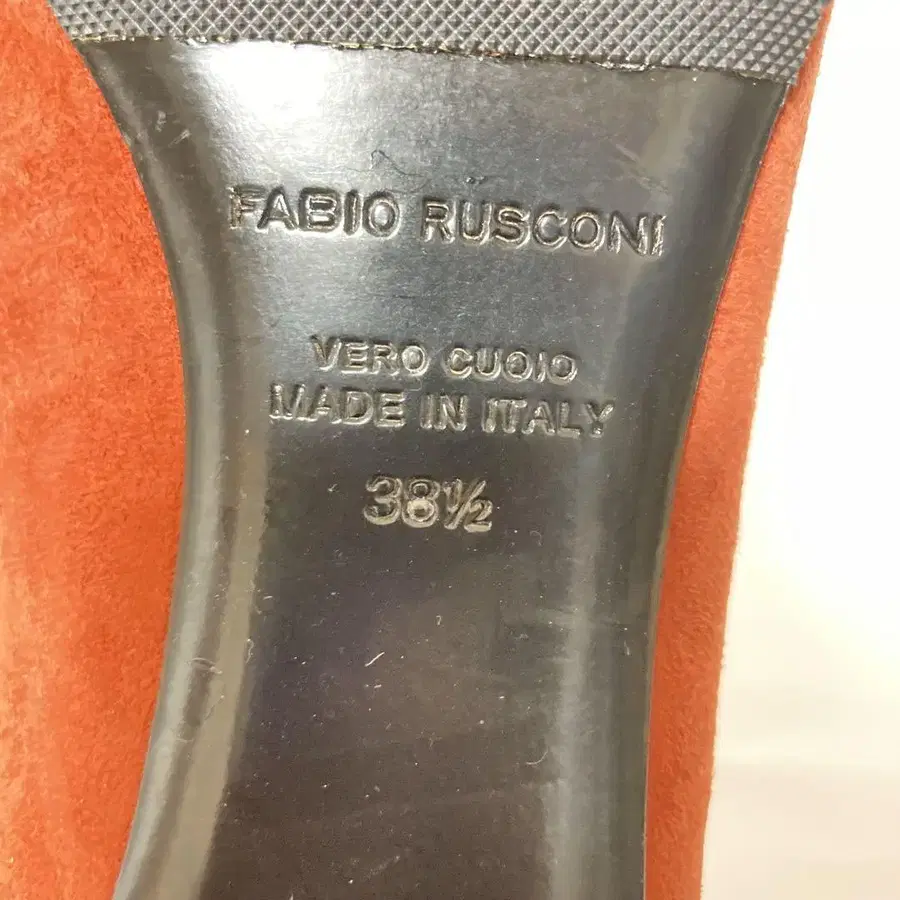 FABIO RUSCONI
VERO CUOIO
MADE IN ITALY
38½